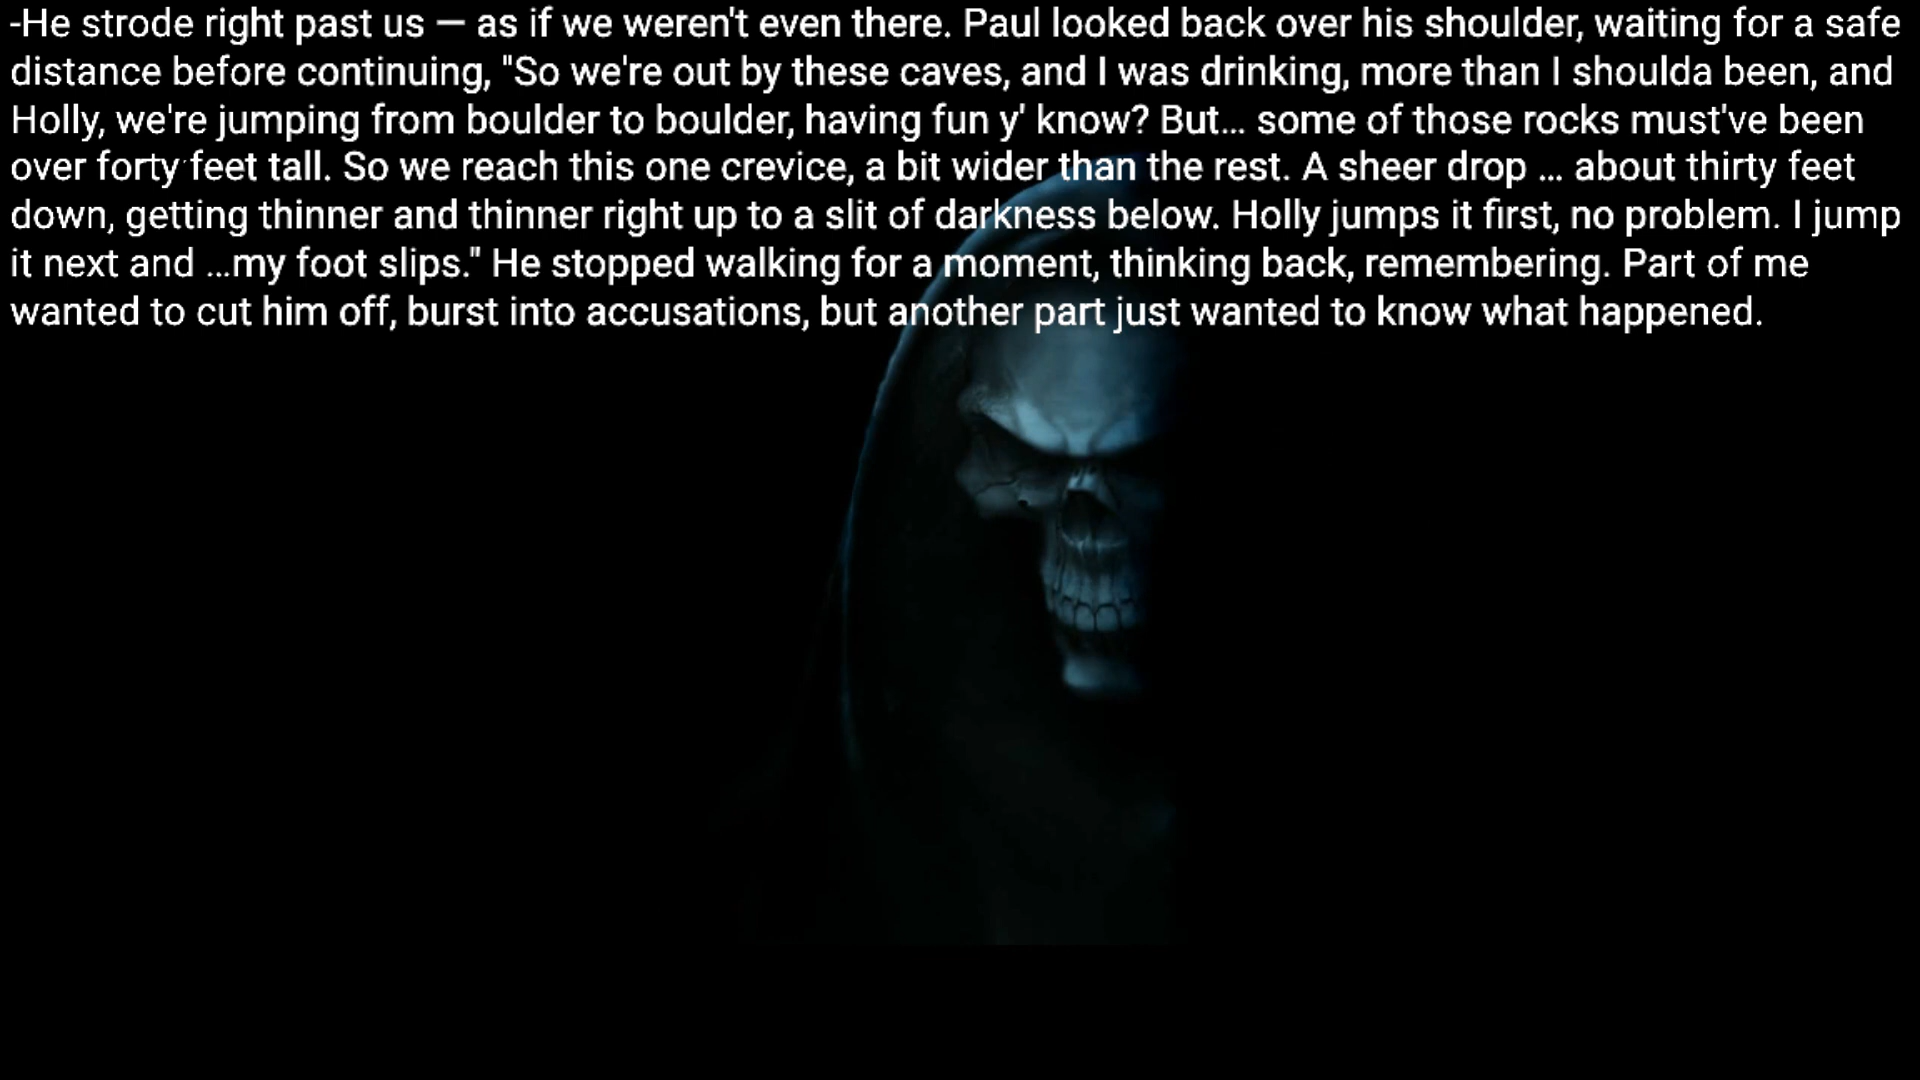 -He strode right past us — as if we weren't even there. Paul looked back over his shoulder, waiting for a safe
distance before continuing, "So we're out by these caves, and I was drinking, more than I shoulda been, and
Holly, we're jumping from boulder to boulder, having fun y' know? But... some of those rocks must've been
over forty feet tall. So we reach this one crevice, a bit wider than the rest. A sheer drop ... about thirty feet
down, getting thinner and thinner right up to a slit of darkness below. Holly jumps it first, no problem. I jump
it next and ...my foot slips." He stopped walking for a moment, thinking back, remembering. Part of me
wanted to cut him off, burst into accusations, but another part just wanted to know what happened.